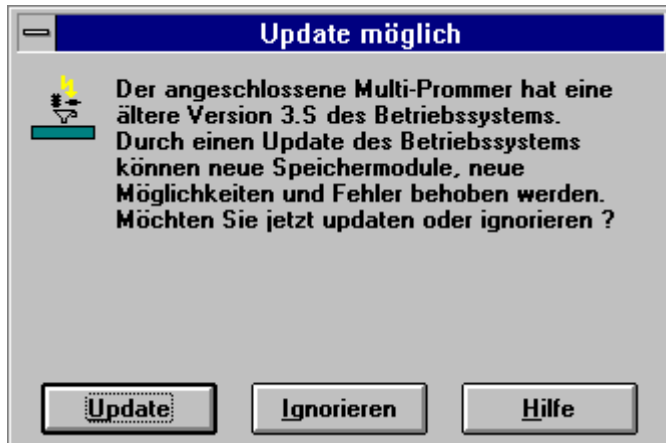 Update möglich
Der angeschlossene Multi-Prommer hat eine
ältere Version 3.S des Betriebssystems.
Durch einen Update des Betriebssystems
können neue Speichermodule, neue
Möglichkeiten und Fehler behoben werden.
Möchten Sie jetzt updaten oder ignorieren ?
Update
Ignorieren
Hilfe